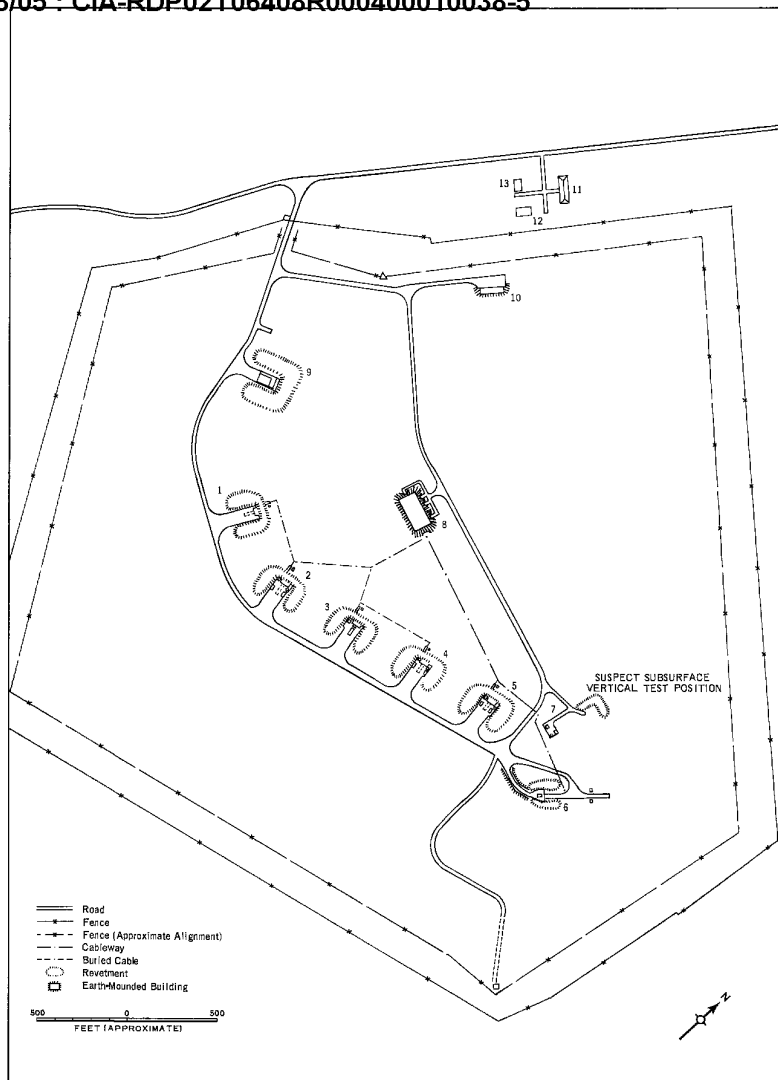 CIA-RDP02T06408R000400010038-5
13
11
12
10
9
1
8
2
3
4
5
SUSPECT SUBSURFACE
VERTICAL TEST POSITION
7
6
Road
Fence
Fence (Approximate Alignment)
Cableway
Buried Cable
Revetment
Earth-Mounded Building
500 0 500
FEET (APPROXIMATE)
N